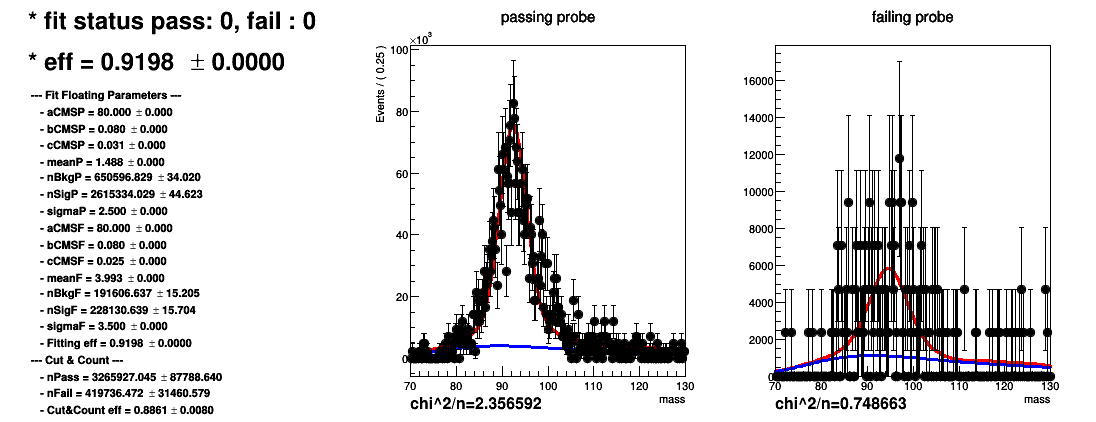 * fit status pass: 0, fail : 0
* eff = 0.9198 ± 0.0000
--- Fit Floating Parameters ---
- aCMSP = 80.000 ± 0.000
- bCMSP = 0.080 ± 0.000
- cCMSP = 0.031 ± 0.000
- meanP = 1.488 ± 0.000
- nBkgP = 650596.829 ± 34.020
- nSigP = 2615334.029 ± 44.623
- sigmaP = 2.500 ± 0.000
- aCMSF = 80.000 ± 0.000
- bCMSF = 0.080 ± 0.000
- cCMSF = 0.025 ± 0.000
- meanF = 3.993 ± 0.000
- nBkgF = 191606.637 ± 15.205
- nSigF = 228130.639 ± 15.704
- sigmaF = 3.500 ± 0.000
- Fitting eff = 0.9198 ± 0.0000
--- Cut & Count ---
- nPass = 3265927.045 ± 87788.640
- nFail = 419736.472 ± 31460.579
- Cut&Count eff = 0.8861 ± 0.0080
passing probe
×10³
Events / ( 0.25 )
100
80
60
40
20
0
70 80 90 100 110 120 130
mass
chi^2/n=2.356592
failing probe
16000
14000
12000
10000
8000
6000
4000
2000
0
70 80 90 100 110 120 130
mass
chi^2/n=0.748663